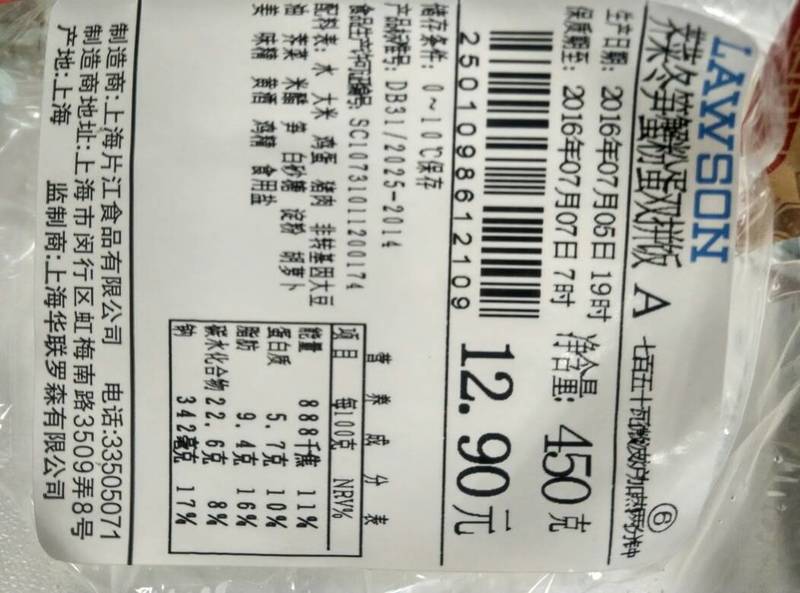 LAWSON
荠菜冬笋蟹粉蛋双拼饭 A
⑥
生产日期: 2016年07月05日 19时
保质期至: 2016年07月07日 7时
净含量: 450 克
2501098612109
12.90元
储存条件: 0~10℃保存
产品标准号: DB31/2025-2014
食品生产许可证编号: SC10731011200174
配料表: 水 大米 鸡蛋 猪肉 非转基因大豆
油 荠菜 米醋 笋 白砂糖 淀粉 胡萝卜
姜 味精 黄酒 鸡精 食用盐
营养成分表
项目 每100克 NRV%
能量 888千焦 11%
蛋白质 5.7克 10%
脂肪 9.4克 16%
碳水化合物 22.6克 8%
钠 342毫克 17%
制造商:上海片江食品有限公司 电话:33505071
制造商地址:上海市闵行区虹梅南路3509弄8号
产地:上海 监制商:上海华联罗森有限公司